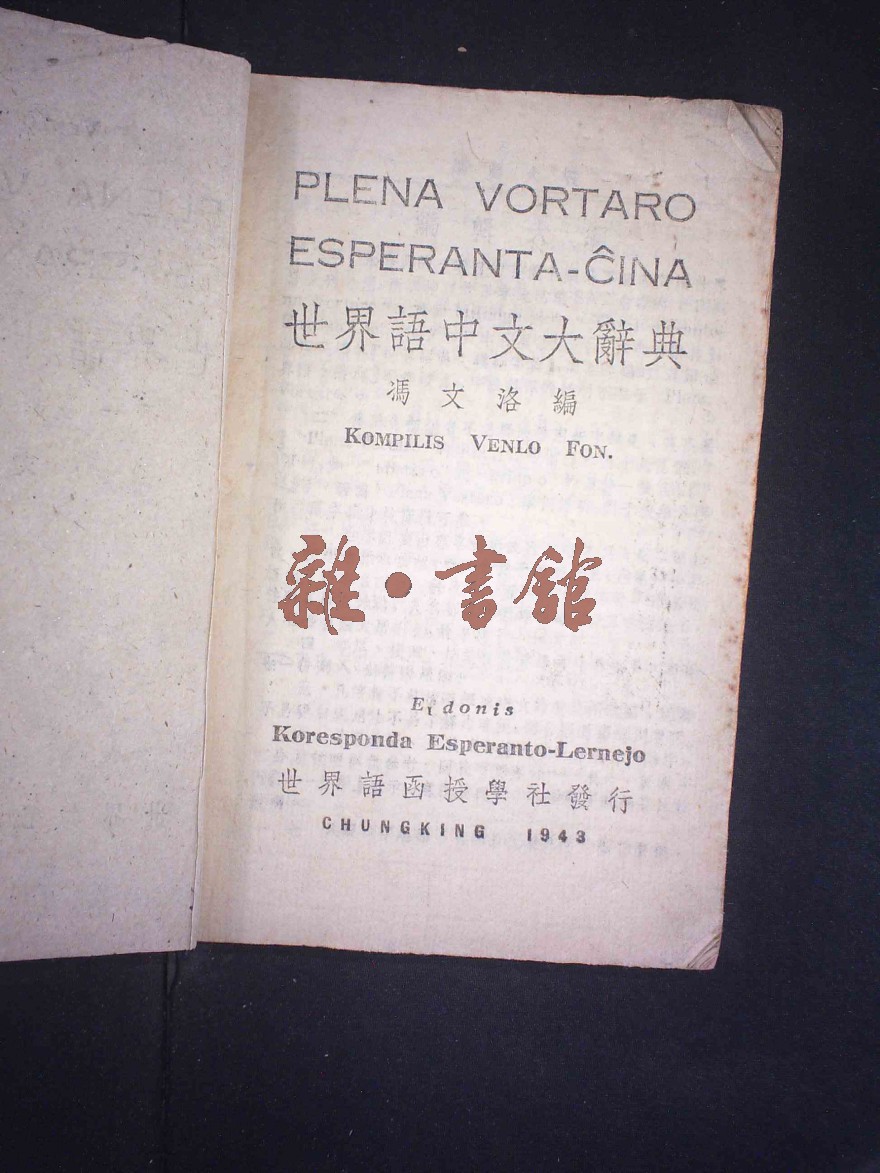 PLENA VORTARO
ESPERANTA-ĈINA
世界語中文大辭典
馮文洛編
KOMPILIS VENLO FON.
雜·書館
Eldonis
Koresponda Esperanto-Lernejo
世界語函授學社發行
CHUNGKING 1943